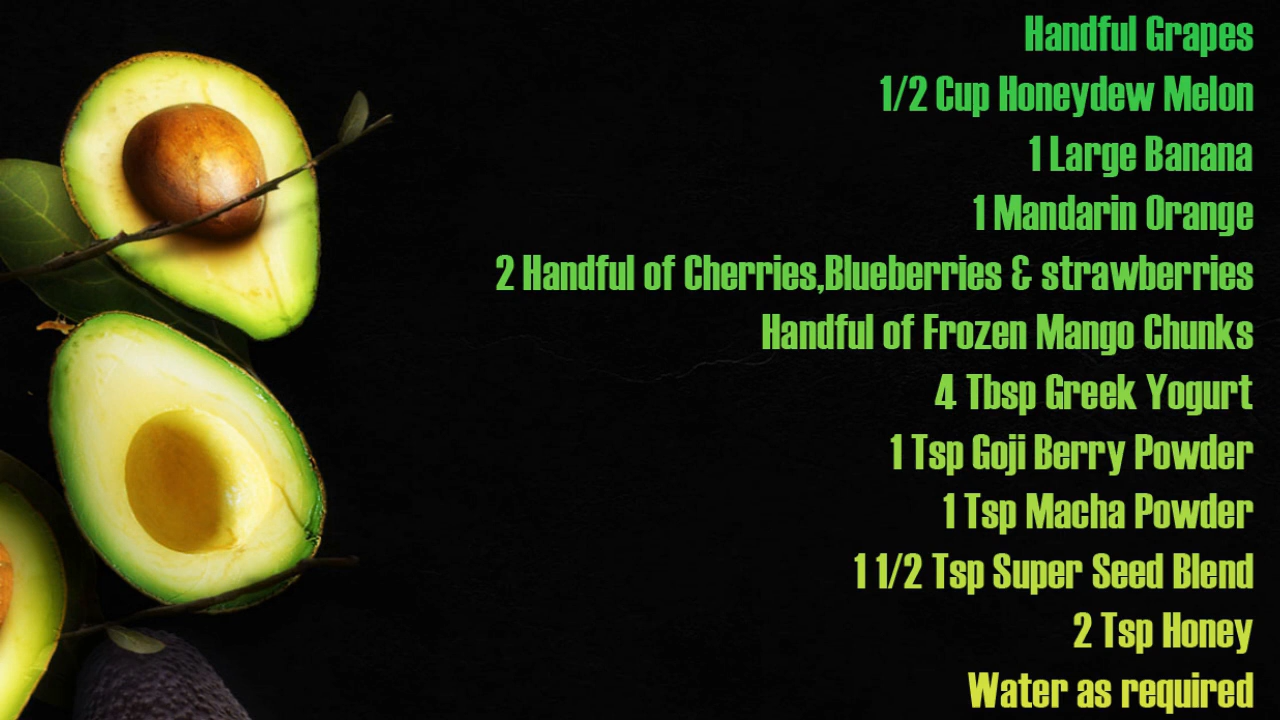 Handful Grapes
1/2 Cup Honeydew Melon
1 Large Banana
1 Mandarin Orange
2 Handful of Cherries,Blueberries & strawberries
Handful of Frozen Mango Chunks
4 Tbsp Greek Yogurt
1 Tsp Goji Berry Powder
1 Tsp Macha Powder
1 1/2 Tsp Super Seed Blend
2 Tsp Honey
Water as required